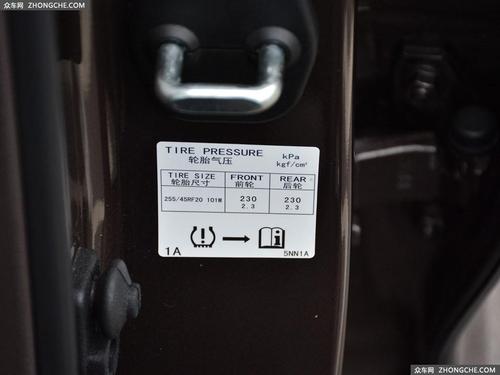 众车网 ZHONGCHE.COM
TIRE PRESSURE kPa
轮胎气压 kgf/cm²
TIRE SIZE FRONT REAR
轮胎尺寸 前轮 后轮
255/45RF20 101W 230 230
2.3 2.3
1A 5NN1A
众车网 ZHONGCHE.COM